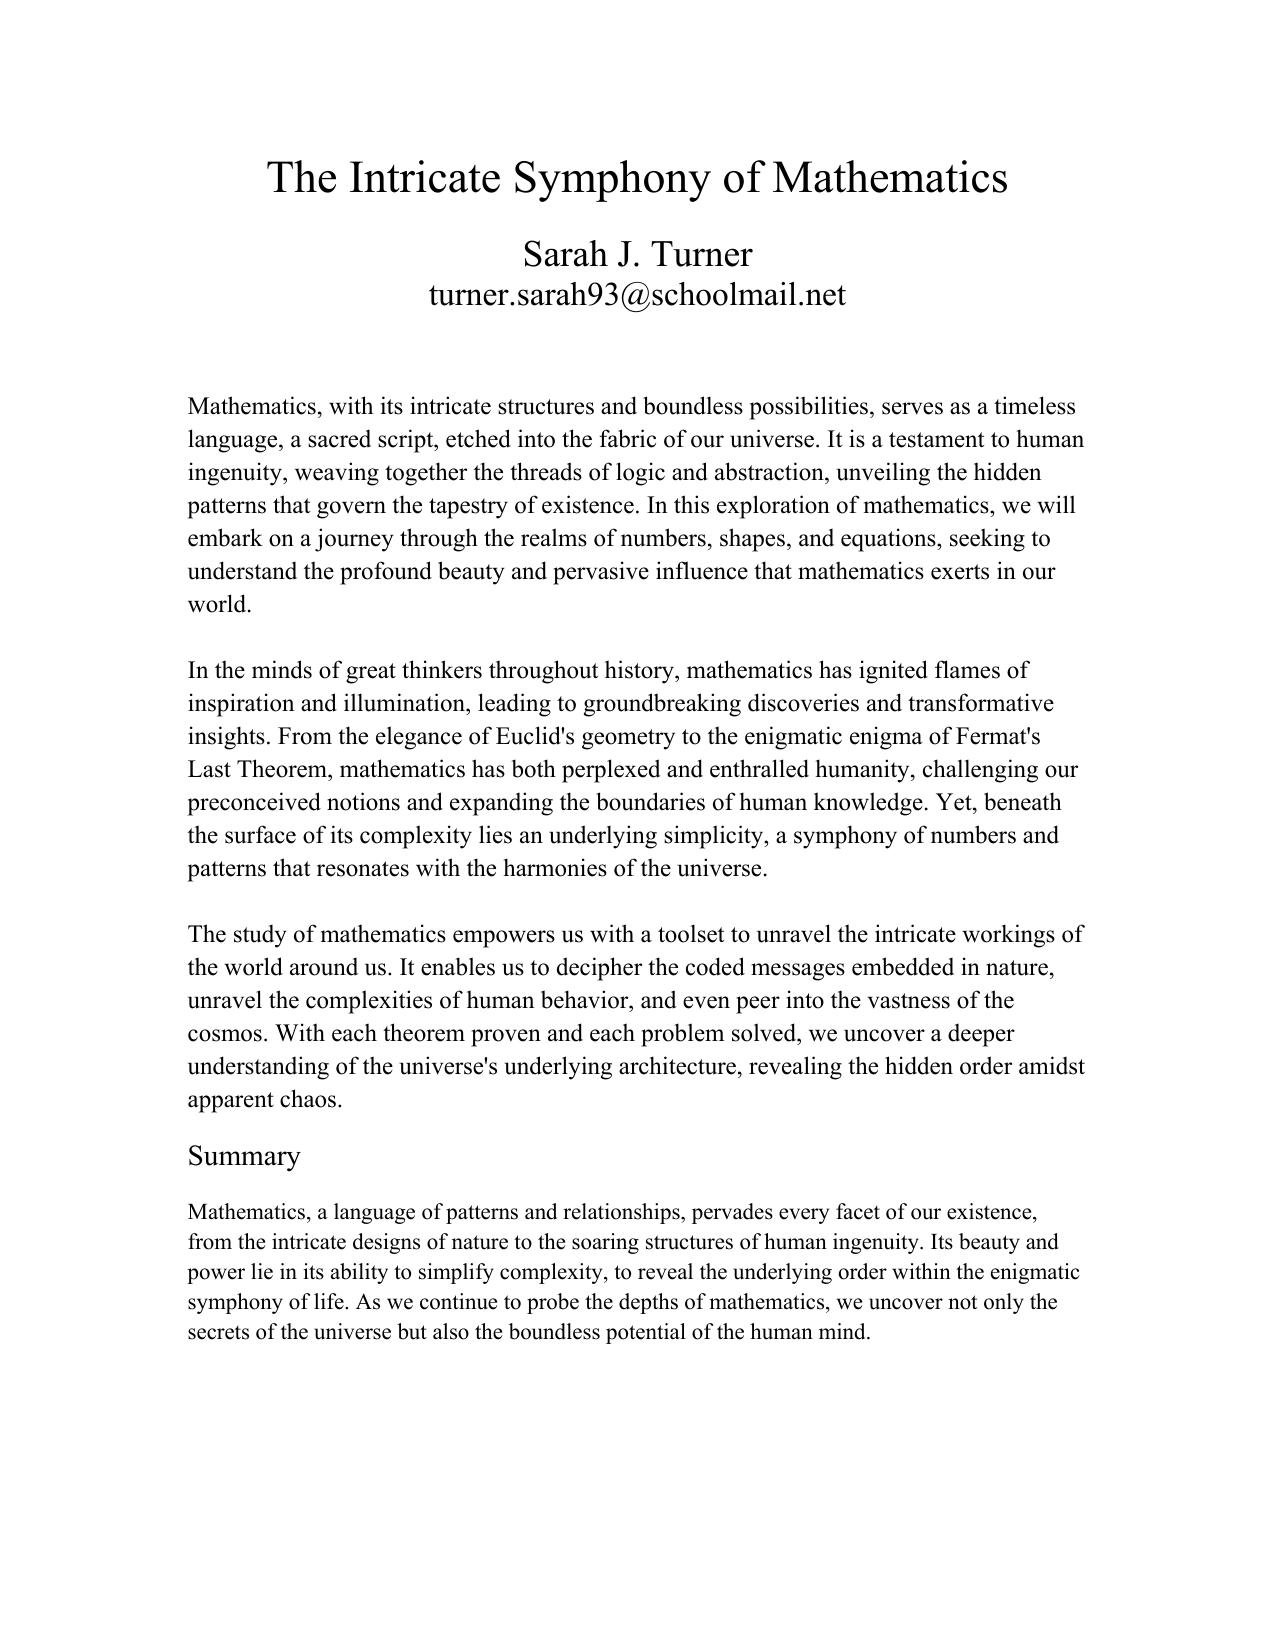 The Intricate Symphony of Mathematics
Sarah J. Turner
turner.sarah93@schoolmail.net
Mathematics, with its intricate structures and boundless possibilities, serves as a timeless
language, a sacred script, etched into the fabric of our universe. It is a testament to human
ingenuity, weaving together the threads of logic and abstraction, unveiling the hidden
patterns that govern the tapestry of existence. In this exploration of mathematics, we will
embark on a journey through the realms of numbers, shapes, and equations, seeking to
understand the profound beauty and pervasive influence that mathematics exerts in our
world.
In the minds of great thinkers throughout history, mathematics has ignited flames of
inspiration and illumination, leading to groundbreaking discoveries and transformative
insights. From the elegance of Euclid's geometry to the enigmatic enigma of Fermat's
Last Theorem, mathematics has both perplexed and enthralled humanity, challenging our
preconceived notions and expanding the boundaries of human knowledge. Yet, beneath
the surface of its complexity lies an underlying simplicity, a symphony of numbers and
patterns that resonates with the harmonies of the universe.
The study of mathematics empowers us with a toolset to unravel the intricate workings of
the world around us. It enables us to decipher the coded messages embedded in nature,
unravel the complexities of human behavior, and even peer into the vastness of the
cosmos. With each theorem proven and each problem solved, we uncover a deeper
understanding of the universe's underlying architecture, revealing the hidden order amidst
apparent chaos.
Summary
Mathematics, a language of patterns and relationships, pervades every facet of our existence,
from the intricate designs of nature to the soaring structures of human ingenuity. Its beauty and
power lie in its ability to simplify complexity, to reveal the underlying order within the enigmatic
symphony of life. As we continue to probe the depths of mathematics, we uncover not only the
secrets of the universe but also the boundless potential of the human mind.